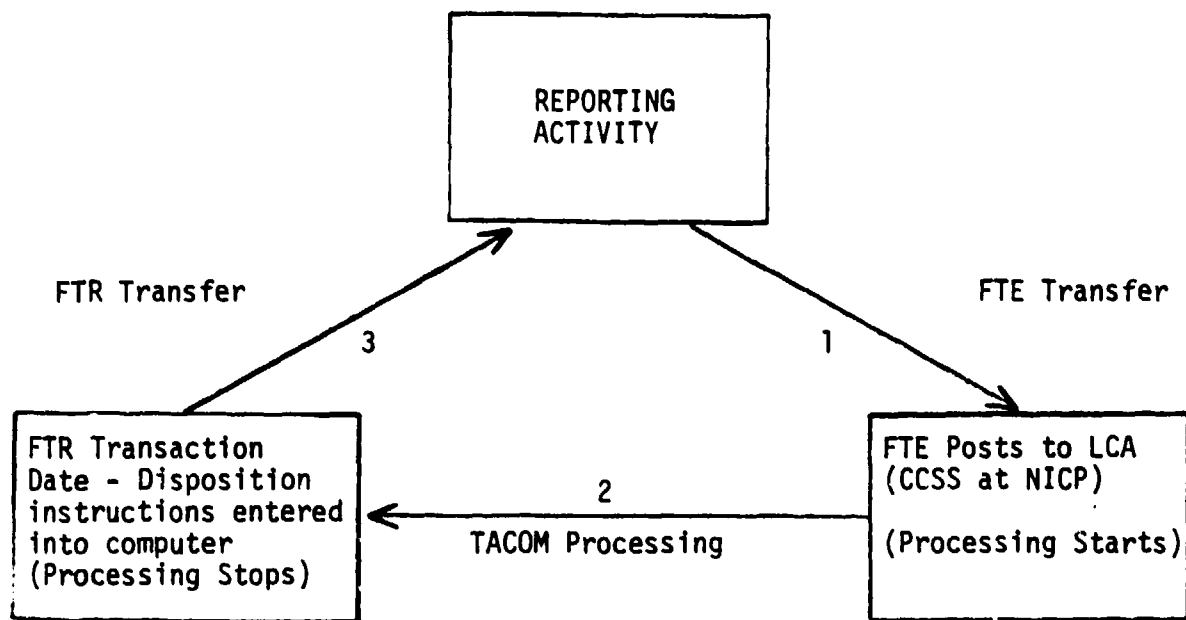 REPORTING
ACTIVITY
FTR Transfer
FTE Transfer
3
1
FTR Transaction
Date - Disposition
instructions entered
into computer
(Processing Stops)
2
TACOM Processing
FTE Posts to LCA
(CCSS at NICP)
(Processing Starts)